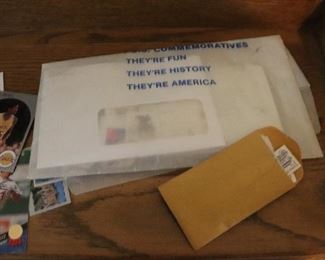 U.S. COMMEMORATIVES
THEY'RE FUN
THEY'RE HISTORY
THEY'RE AMERICA